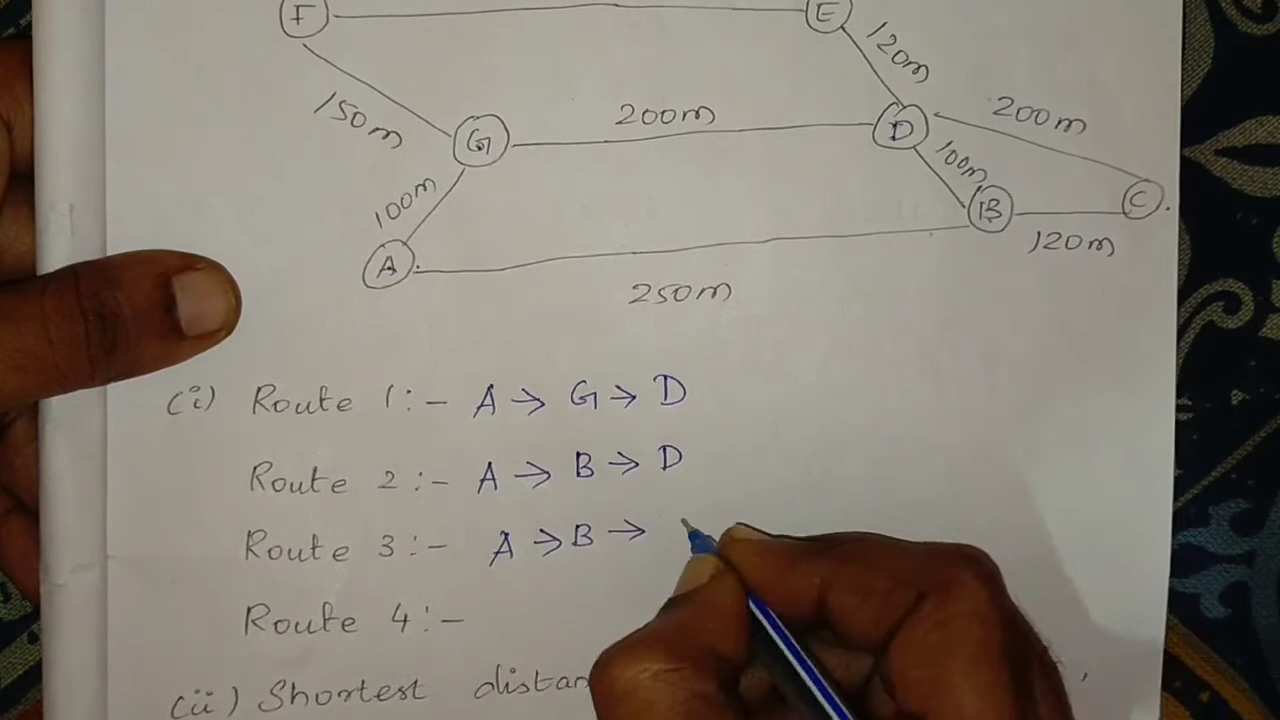 F E
120m
150m G 200m D 200m
100m
100m B C
A 120m
250m
(i) Route 1:- A → G → D
Route 2:- A → B → D
Route 3:- A → B →
Route 4:-
(ii) Shortest distan